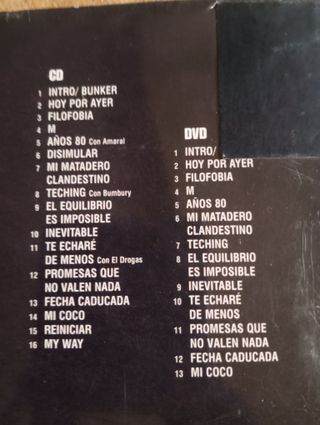 CD
1 INTRO/ BUNKER
2 HOY POR AYER
3 FILOFOBIA
4 M
5 AÑOS 80 Con Amaral
6 DISIMULAR
7 MI MATADERO
CLANDESTINO
8 TECHING Con Bumbury
9 EL EQUILIBRIO
ES IMPOSIBLE
10 INEVITABLE
11 TE ECHARÉ
DE MENOS Con El Drogas
12 PROMESAS QUE
NO VALEN NADA
13 FECHA CADUCADA
14 MI COCO
15 REINICIAR
16 MY WAY
DVD
1 INTRO/
2 HOY POR AYER
3 FILOFOBIA
4 M
5 AÑOS 80
6 MI MATADERO
CLANDESTINO
7 TECHING
8 EL EQUILIBRIO
ES IMPOSIBLE
9 INEVITABLE
10 TE ECHARÉ
DE MENOS
11 PROMESAS QUE
NO VALEN NADA
12 FECHA CADUCADA
13 MI COCO